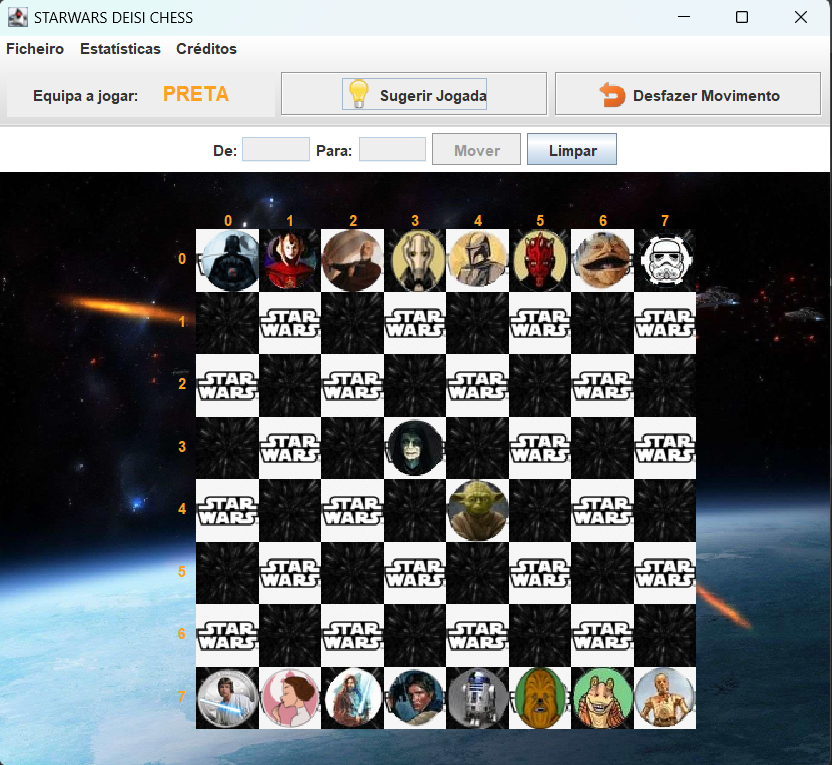 STARWARS DEISI CHESS
Ficheiro Estatísticas Créditos
Equipa a jogar: PRETA Sugerir Jogada Desfazer Movimento
De: Para: Mover Limpar
0 1 2 3 4 5 6 7
0
1 STAR WARS STAR WARS STAR WARS STAR WARS
2 STAR WARS STAR WARS STAR WARS STAR WARS
3 STAR WARS STAR WARS STAR WARS
4 STAR WARS STAR WARS STAR WARS
5 STAR WARS STAR WARS STAR WARS STAR WARS
6 STAR WARS STAR WARS STAR WARS STAR WARS
7